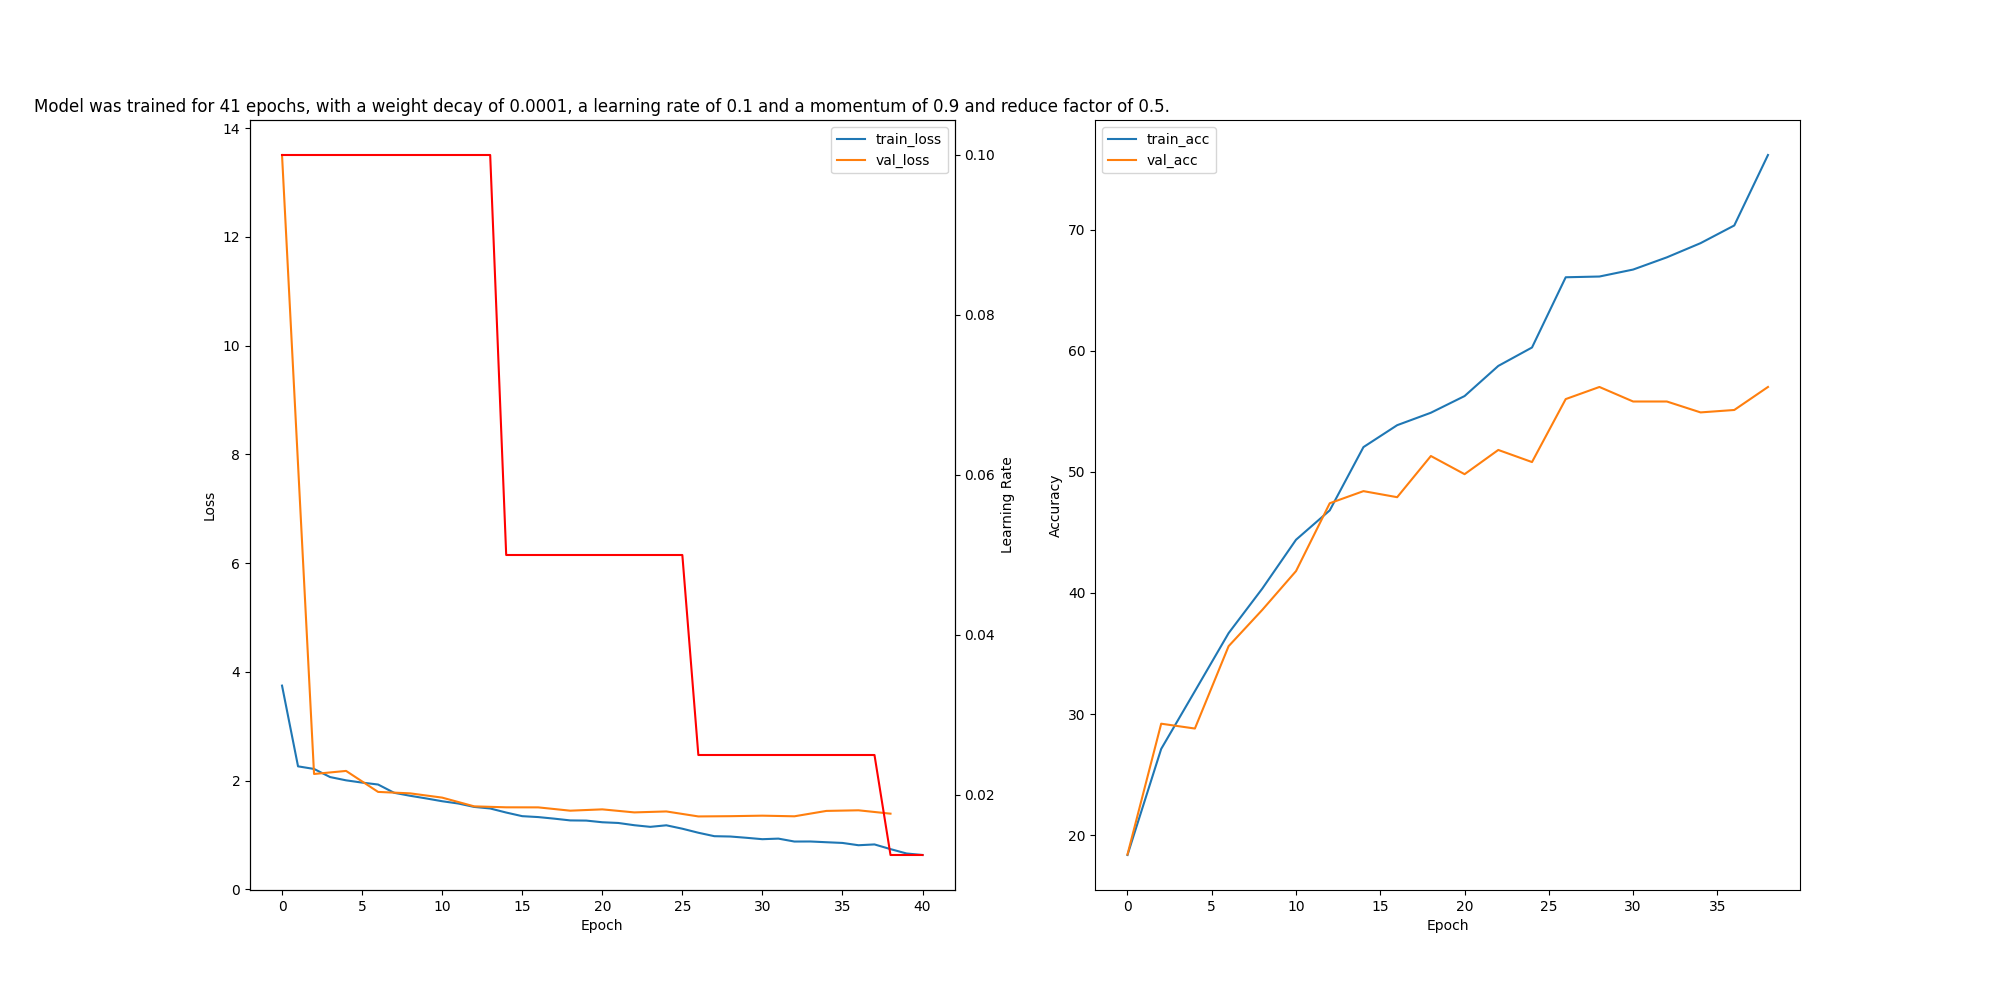 Model was trained for 41 epochs, with a weight decay of 0.0001, a learning rate of 0.1 and a momentum of 0.9 and reduce factor of 0.5.
train_loss
val_loss
14
12
10
8
6
4
2
0
Loss
0 5 10 15 20 25 30 35 40
Epoch
0.10
0.08
0.06
0.04
0.02
Learning Rate
train_acc
val_acc
70
60
50
40
30
20
Accuracy
0 5 10 15 20 25 30 35
Epoch